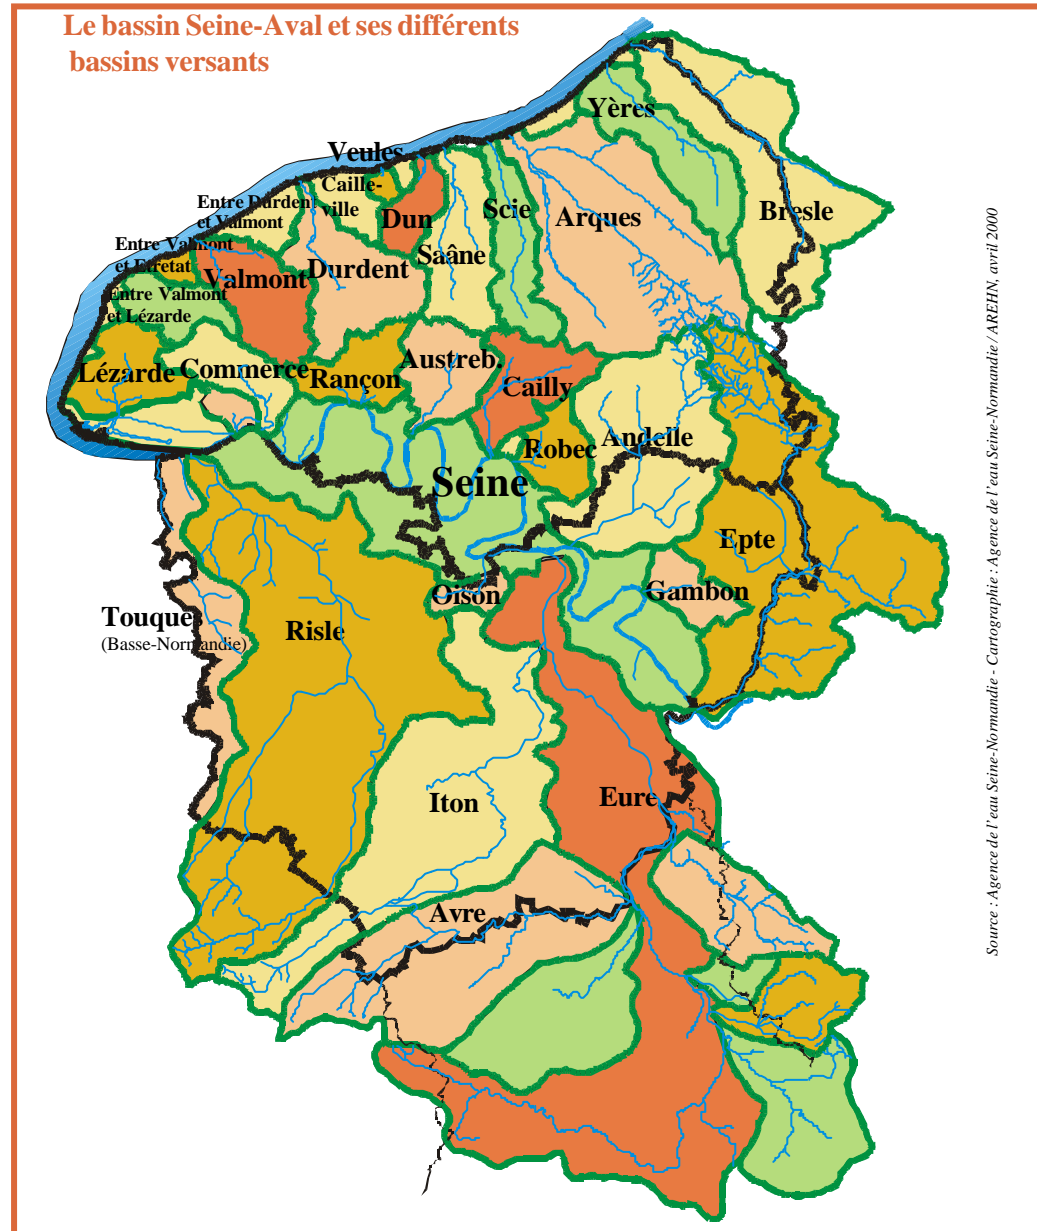 Le bassin Seine-Aval et ses différents
bassins versants
Yères
Veules
Caille-
ville
Entre Durdent
et Valmont
Dun
Scie
Arques
Bresle
Entre Valmont
et Etretat
Saâne
Valmont
Durdent
Entre Valmont
et Lézarde
Lézarde
Commerce
Rançon
Austreb.
Cailly
Robec
Andelle
Seine
Epte
Oison
Gambon
Touques
(Basse-Normandie)
Risle
Iton
Eure
Avre
Source : Agence de l'eau Seine-Normandie - Cartographie : Agence de l'eau Seine-Normandie / AREHN, avril 2000